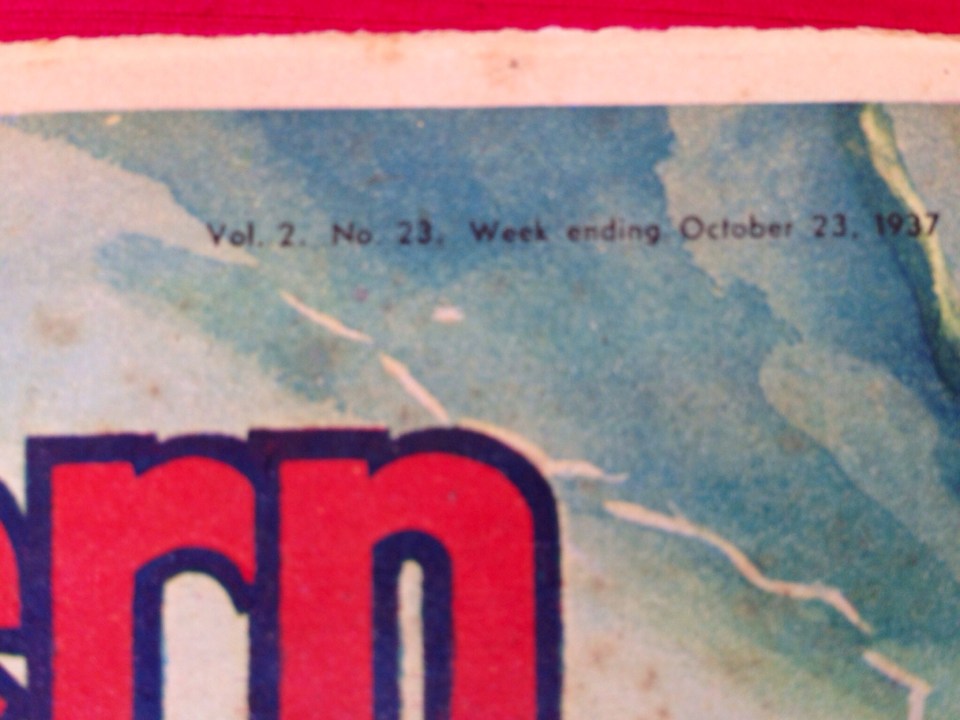 Vol. 2. No. 23. Week ending October 23, 1937
ern